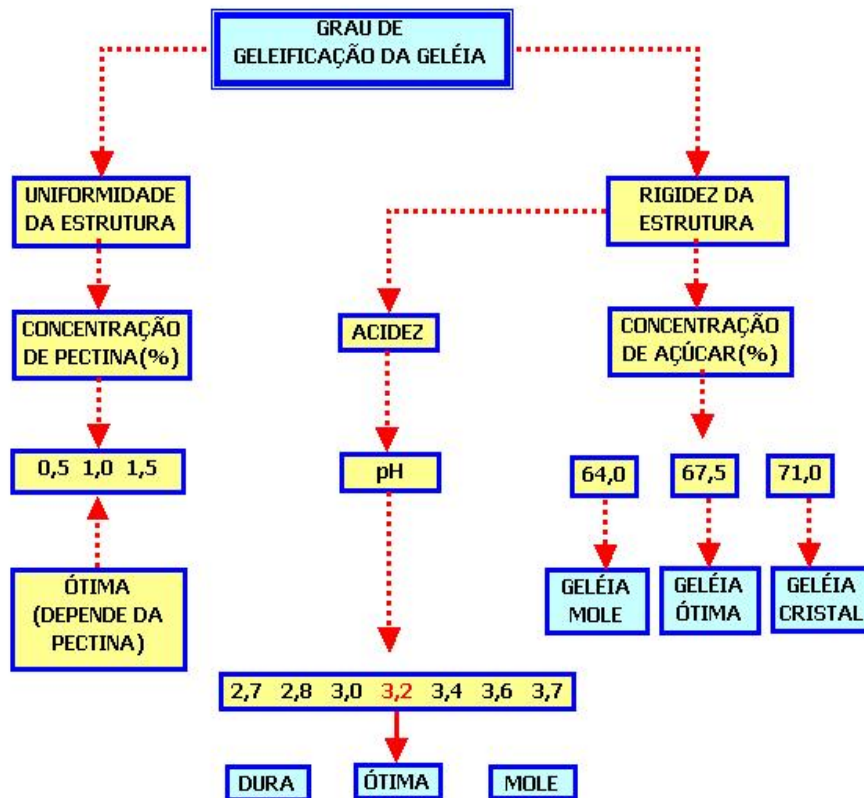 GRAU DE
GELEIFICAÇÃO DA GELÉIA
UNIFORMIDADE
DA ESTRUTURA
RIGIDEZ DA
ESTRUTURA
CONCENTRAÇÃO
DE PECTINA(%)
ACIDEZ
CONCENTRAÇÃO
DE AÇÚCAR(%)
0,5 1,0 1,5
pH
64,0
67,5
71,0
ÓTIMA
(DEPENDE DA
PECTINA)
GELÉIA
MOLE
GELÉIA
ÓTIMA
GELÉIA
CRISTAL
2,7 2,8 3,0 3,2 3,4 3,6 3,7
DURA
ÓTIMA
MOLE